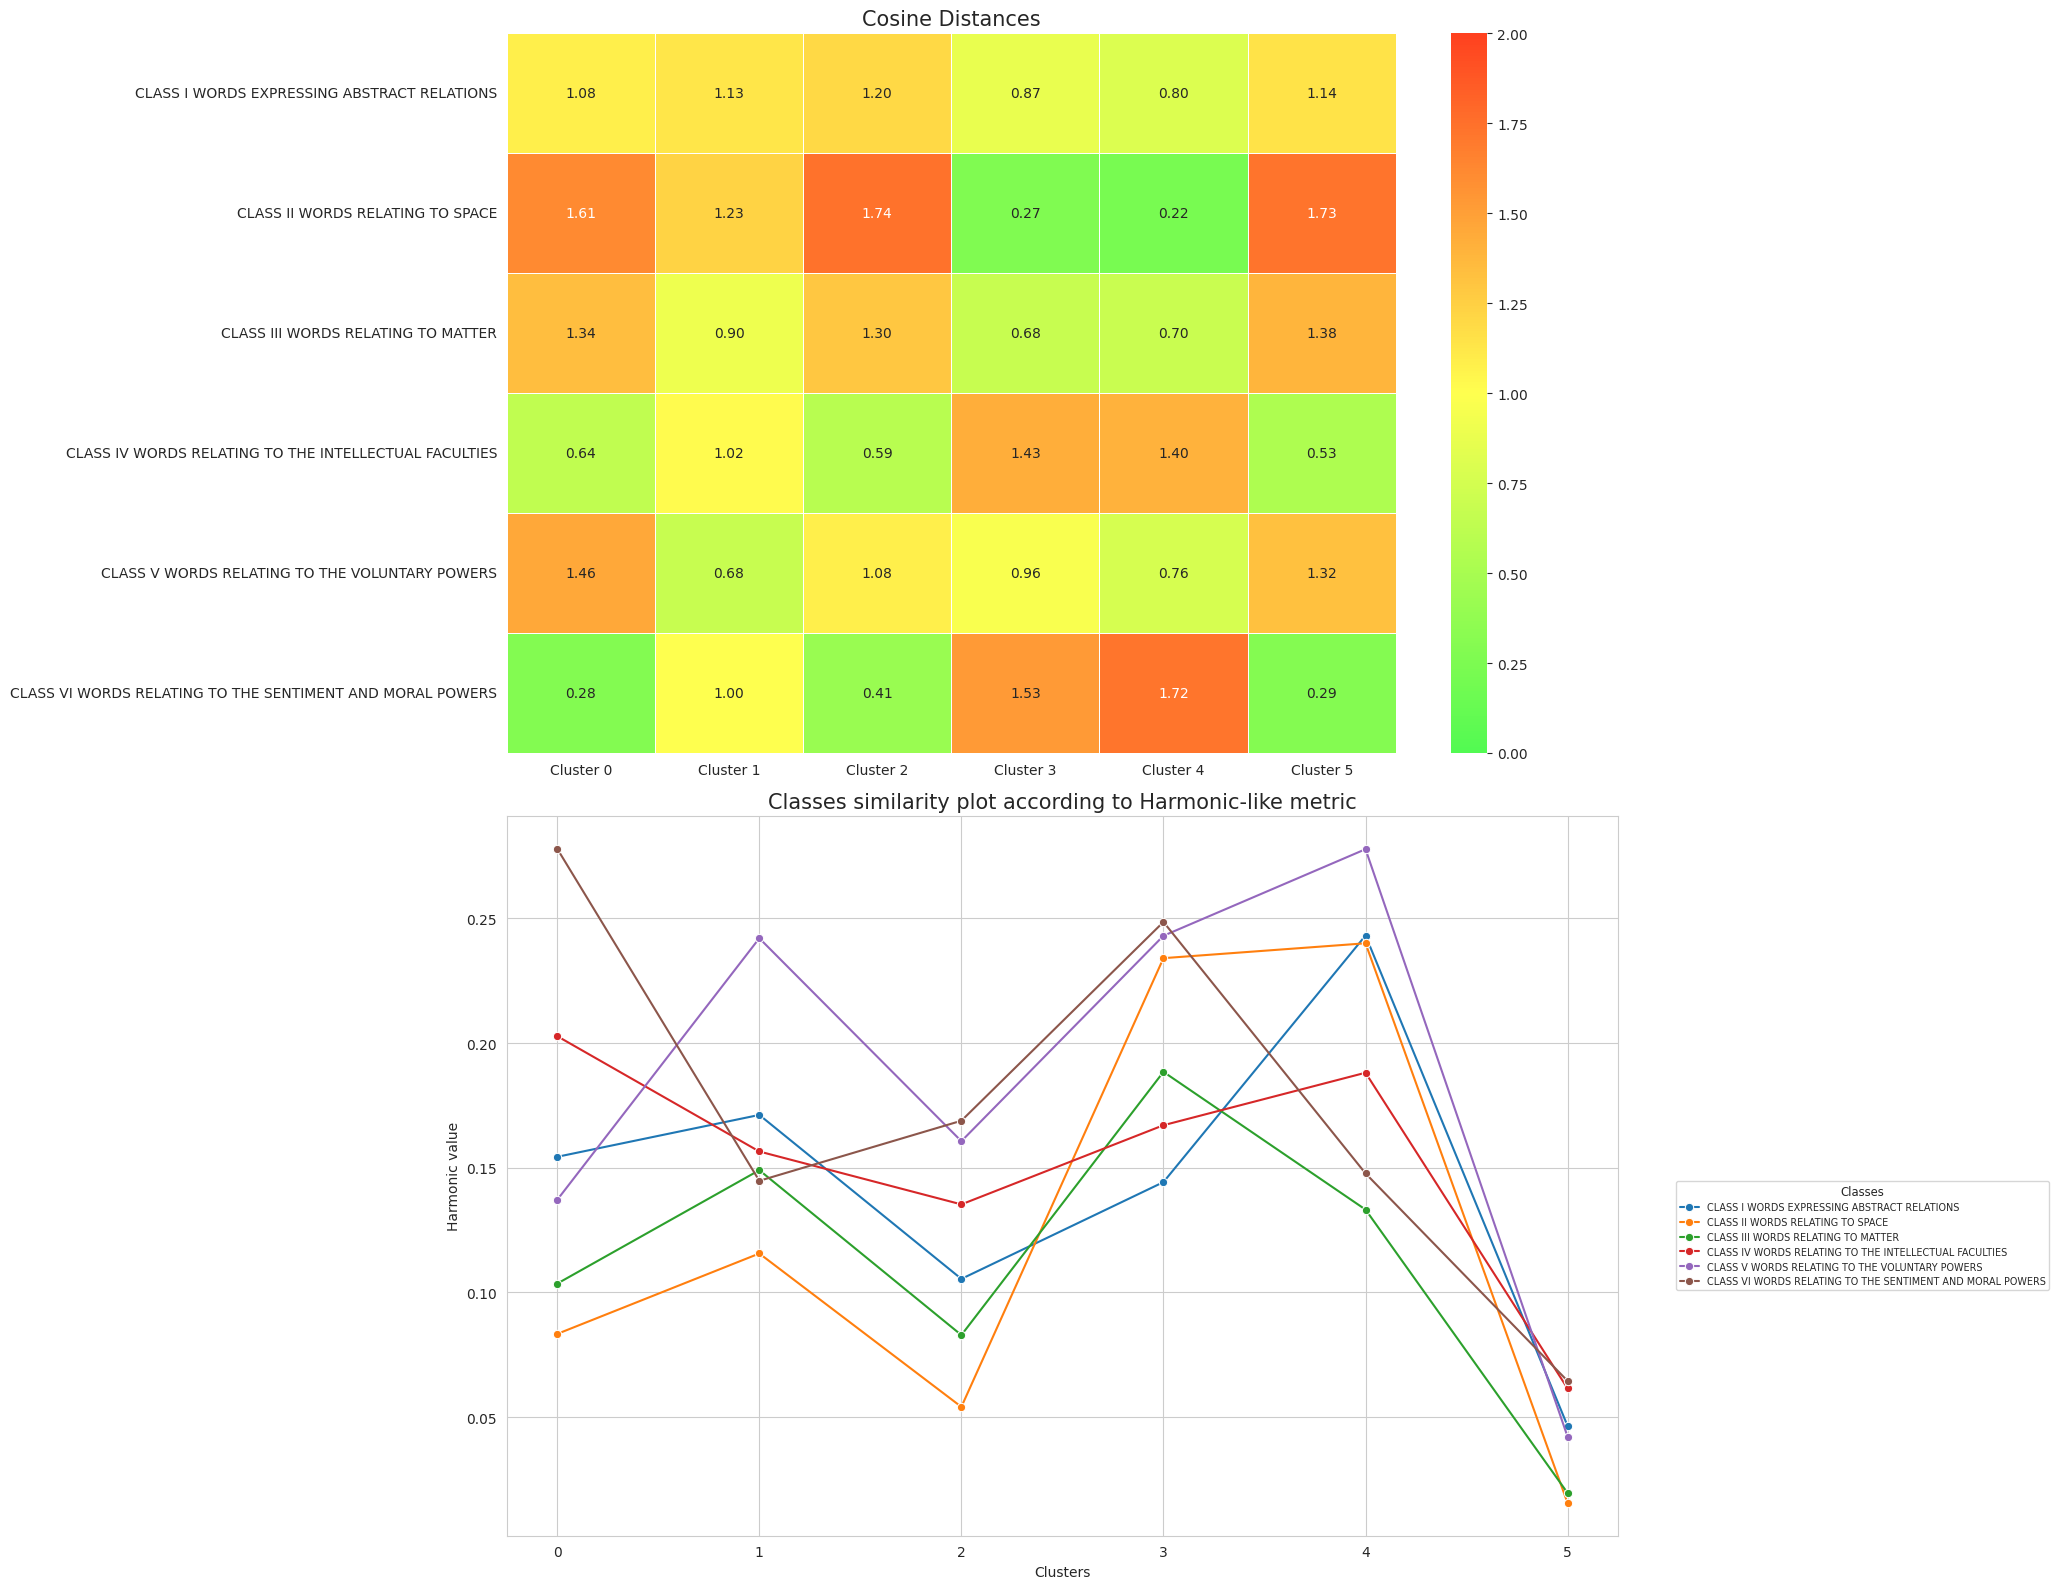 Cosine Distances
CLASS I WORDS EXPRESSING ABSTRACT RELATIONS 1.08 1.13 1.20 0.87 0.80 1.14
CLASS II WORDS RELATING TO SPACE 1.61 1.23 1.74 0.27 0.22 1.73
CLASS III WORDS RELATING TO MATTER 1.34 0.90 1.30 0.68 0.70 1.38
CLASS IV WORDS RELATING TO THE INTELLECTUAL FACULTIES 0.64 1.02 0.59 1.43 1.40 0.53
CLASS V WORDS RELATING TO THE VOLUNTARY POWERS 1.46 0.68 1.08 0.96 0.76 1.32
CLASS VI WORDS RELATING TO THE SENTIMENT AND MORAL POWERS 0.28 1.00 0.41 1.53 1.72 0.29
Cluster 0 Cluster 1 Cluster 2 Cluster 3 Cluster 4 Cluster 5
2.00
1.75
1.50
1.25
1.00
0.75
0.50
0.25
0.00
Classes similarity plot according to Harmonic-like metric
Harmonic value
0.25
0.20
0.15
0.10
0.05
0 1 2 3 4 5
Clusters
Classes
CLASS I WORDS EXPRESSING ABSTRACT RELATIONS
CLASS II WORDS RELATING TO SPACE
CLASS III WORDS RELATING TO MATTER
CLASS IV WORDS RELATING TO THE INTELLECTUAL FACULTIES
CLASS V WORDS RELATING TO THE VOLUNTARY POWERS
CLASS VI WORDS RELATING TO THE SENTIMENT AND MORAL POWERS